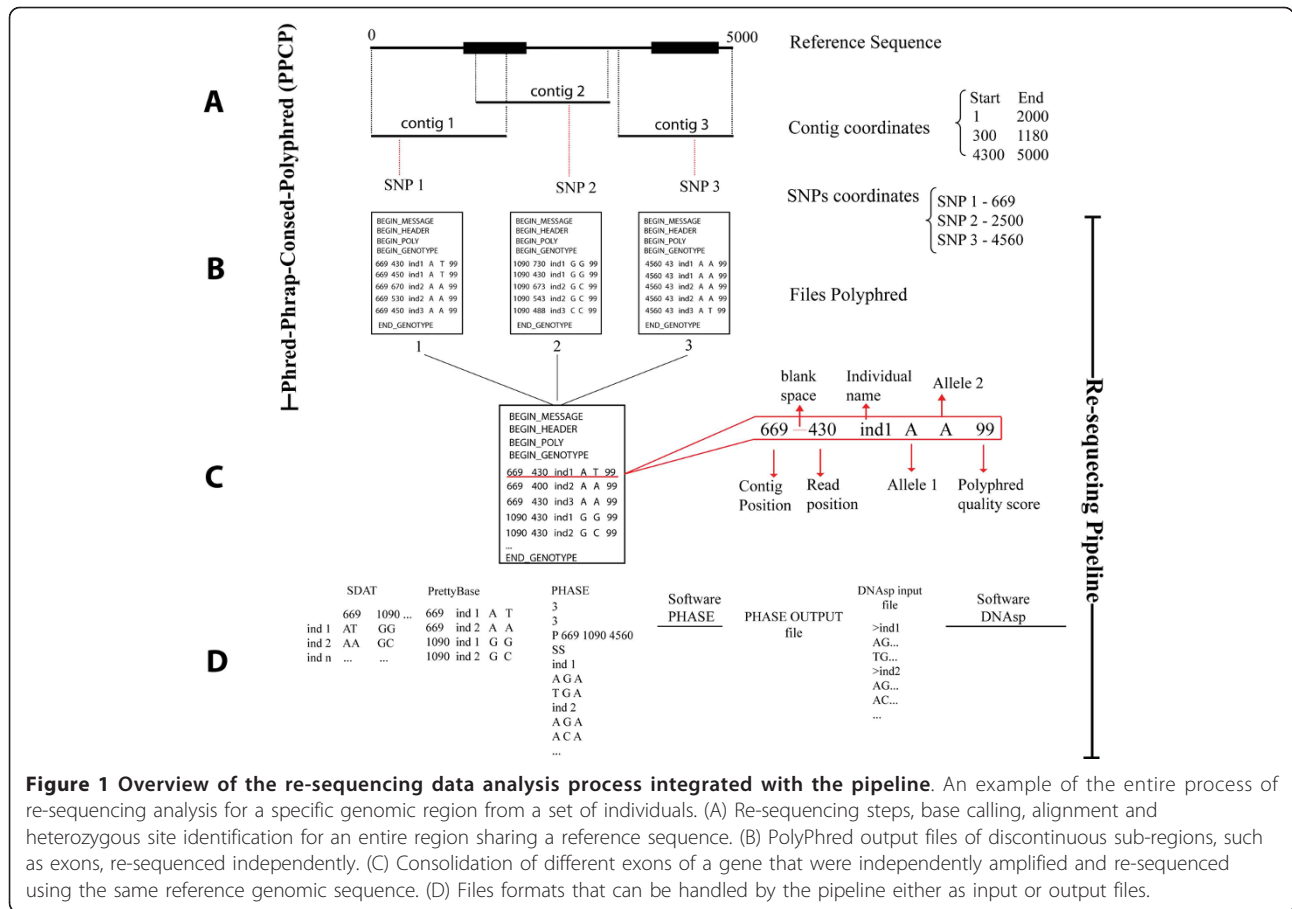 0
5000
Reference Sequence
Phred-Phrap-Consed-Polyphred (PPCP)
A
contig 1
contig 2
contig 3
Contig coordinates
Start End
1 2000
300 1180
4300 5000
SNP 1
SNP 2
SNP 3
SNPs coordinates
SNP 1 - 669
SNP 2 - 2500
SNP 3 - 4560
B
BEGIN_MESSAGE
BEGIN_HEADER
BEGIN_POLY
BEGIN_GENOTYPE
669 430 ind1 A T 99
669 450 ind1 A T 99
669 670 ind2 A A 99
669 530 ind2 A A 99
669 450 ind3 A A 99
END_GENOTYPE
1
BEGIN_MESSAGE
BEGIN_HEADER
BEGIN_POLY
BEGIN_GENOTYPE
1090 730 ind1 G G 99
1090 430 ind1 G G 99
1090 673 ind2 G C 99
1090 543 ind2 G C 99
1090 488 ind3 C C 99
END_GENOTYPE
2
BEGIN_MESSAGE
BEGIN_HEADER
BEGIN_POLY
BEGIN_GENOTYPE
4560 43 ind1 A A 99
4560 43 ind1 A A 99
4560 43 ind2 A A 99
4560 43 ind2 A A 99
4560 43 ind3 A T 99
END_GENOTYPE
3
Files Polyphred
Re-sequecing Pipeline
C
BEGIN_MESSAGE
BEGIN_HEADER
BEGIN_POLY
BEGIN_GENOTYPE
669 430 ind1 A T 99
669 400 ind2 A A 99
669 430 ind3 A A 99
1090 430 ind1 G G 99
1090 430 ind2 G C 99
...
END_GENOTYPE
blank space
Individual name
Allele 2
669 430 ind1 A A 99
Contig Position
Read position
Allele 1
Polyphred quality score
D
SDAT
669 1090 ...
ind 1 AT GG
ind 2 AA GC
ind n ... ...
PrettyBase
669 ind 1 A T
669 ind 2 A A
1090 ind 1 G G
1090 ind 2 G C
PHASE
3
3
P 669 1090 4560
SS
ind 1
A G A
T G A
ind 2
A G A
A C A
...
Software
PHASE
PHASE OUTPUT
file
DNAsp input
file
>ind1
AG...
TG...
>ind2
AG...
AC...
...
Software
DNAsp
Figure 1 Overview of the re-sequencing data analysis process integrated with the pipeline. An example of the entire process of
re-sequencing analysis for a specific genomic region from a set of individuals. (A) Re-sequencing steps, base calling, alignment and
heterozygous site identification for an entire region sharing a reference sequence. (B) PolyPhred output files of discontinuous sub-regions, such
as exons, re-sequenced independently. (C) Consolidation of different exons of a gene that were independently amplified and re-sequenced
using the same reference genomic sequence. (D) Files formats that can be handled by the pipeline either as input or output files.